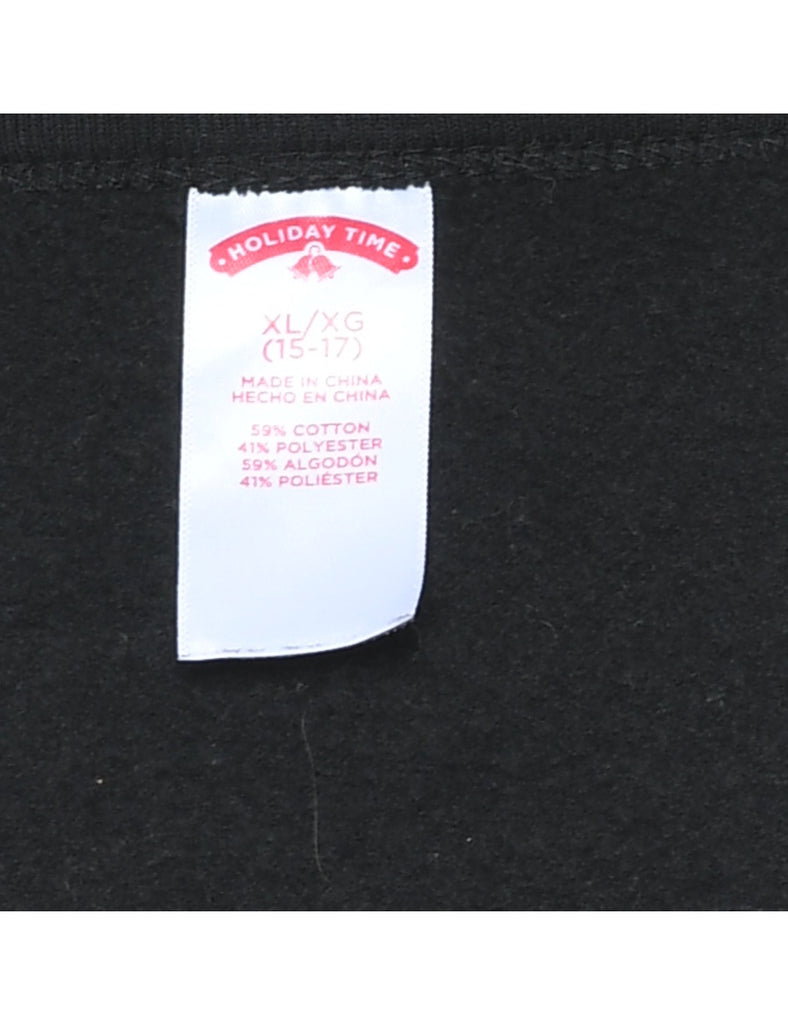 HOLIDAY TIME
XL/XG
(15-17)
MADE IN CHINA
HECHO EN CHINA
59% COTTON
41% POLYESTER
59% ALGODÓN
41% POLIÉSTER